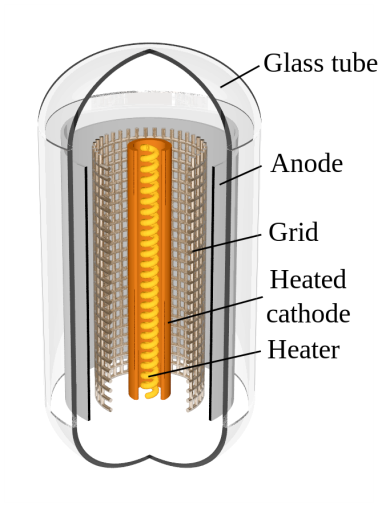 Glass tube
Anode
Grid
Heated
cathode
Heater